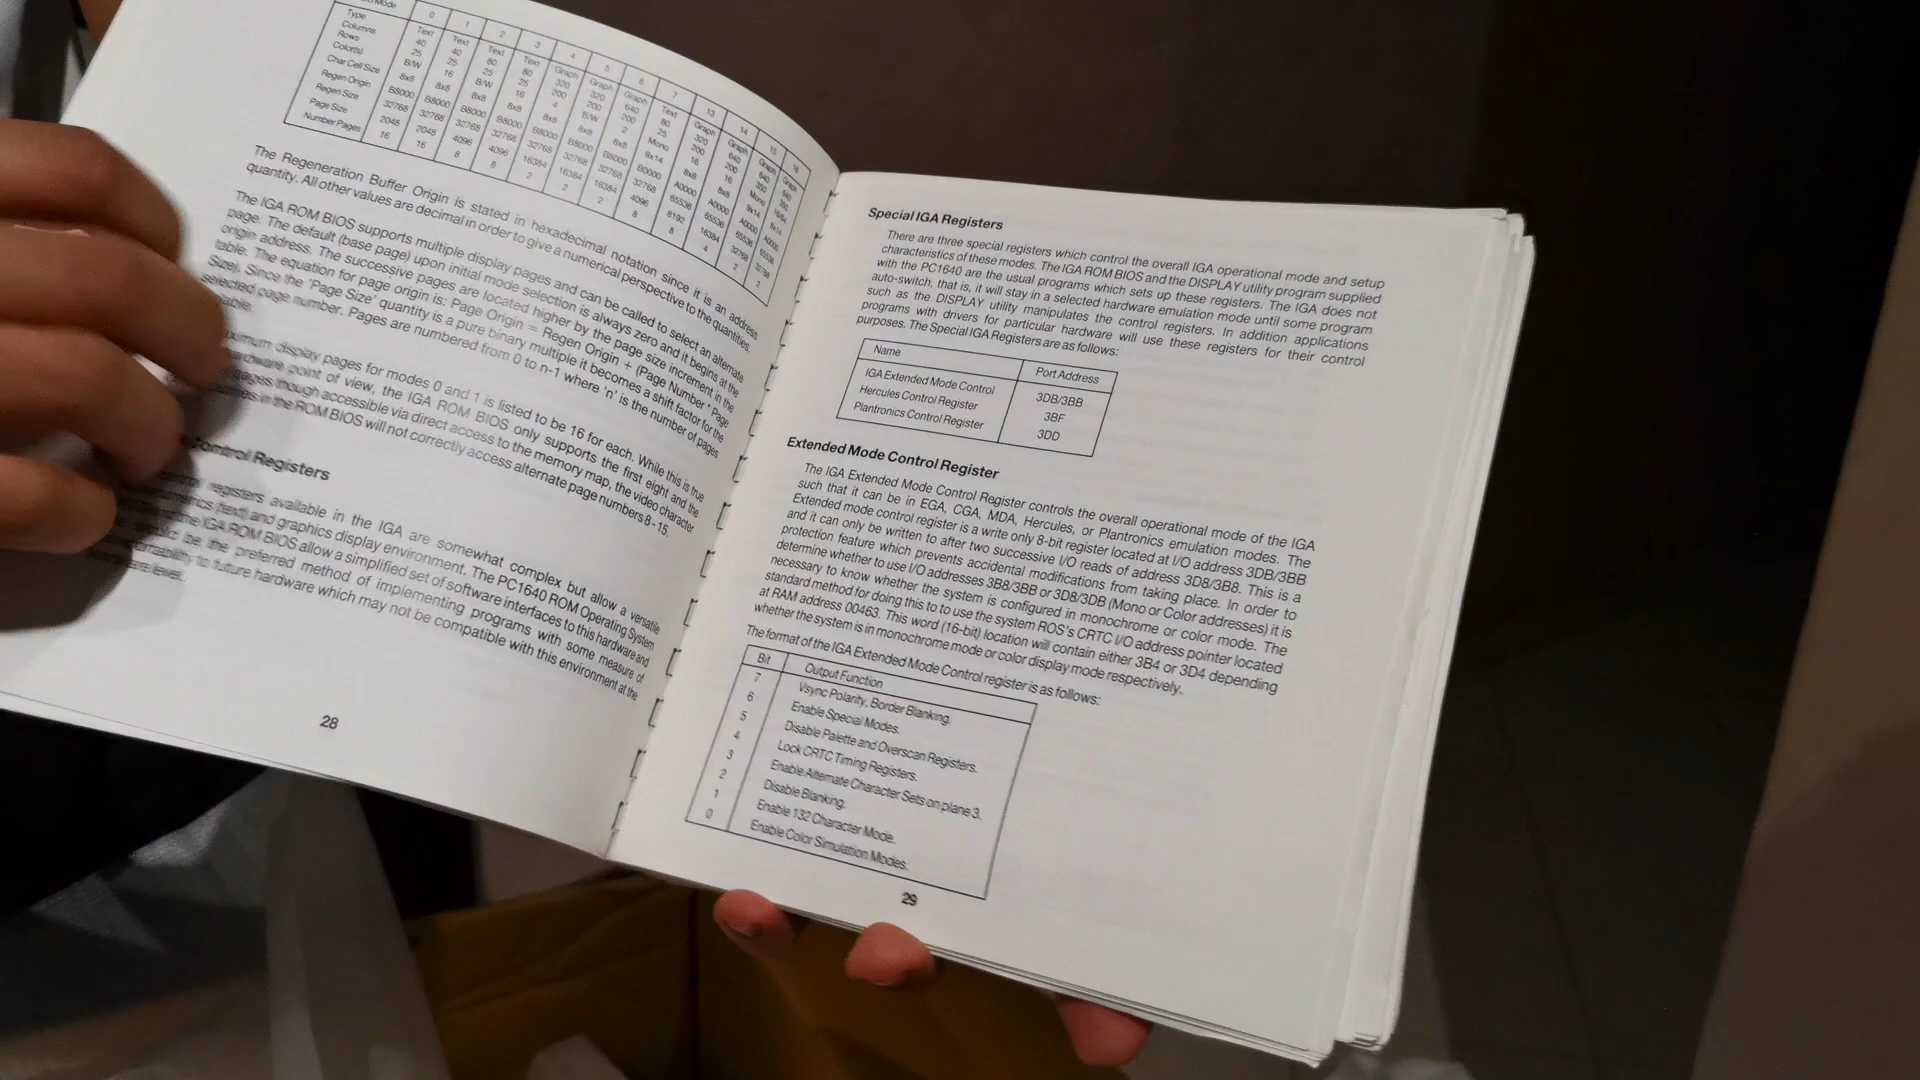 Mode 0 1 2 3 4 5 6 7 13 14 15 16
Type Text Text Text Text Graph Graph Graph Text Graph Graph Graph Graph
Columns 40 40 80 80 320 320 640 80 320 640 640 640
Rows 25 25 25 25 200 200 200 25 200 200 350 350
Color(s) B/W 16 B/W 16 4 B/W 2 Mono 16 16 Mono 16/64
Char Cell Size 8x8 8x8 8x8 8x8 8x8 8x8 8x8 9x14 8x8 8x8 9x14 8x14
Regen Origin B8000 B8000 B8000 B8000 B8000 B8000 B8000 B0000 A0000 A0000 A0000 A0000
Regen Size 32768 32768 32768 32768 32768 32768 32768 32768 65536 65536 65536 65536
Page Size 2048 2048 4096 4096 16384 16384 16384 4096 8192 16384 32768 32768
Number Pages 16 16 8 8 2 2 2 8 8 4 2 2
The Regeneration Buffer Origin is stated in hexadecimal notation since it is an address
quantity. All other values are decimal in order to give a numerical perspective to the quantities.
The IGA ROM BIOS supports multiple display pages and can be called to select an alternate
page. The default (base page) upon initial mode selection is always zero and it begins at the
origin address. The successive pages are located higher by the page size increment in the
table. The equation for page origin is: Page Origin = Regen Origin + (Page Number * Page
Size). Since the 'Page Size' quantity is a pure binary multiple it becomes a shift factor for the
selected page number. Pages are numbered from 0 to n-1 where 'n' is the number of pages
display pages for modes 0 and 1 is listed to be 16 for each. While this is true
point of view, the IGA ROM BIOS only supports the first eight and the
though accessible via direct access to the memory map, the video character
in the ROM BIOS will not correctly access alternate page numbers 8 - 15.
Control Registers
registers available in the IGA are somewhat complex but allow a versatile
(text) and graphics display environment. The PC1640 ROM Operating System
the IGA ROM BIOS allow a simplified set of software interfaces to this hardware and
be the preferred method of implementing programs with some measure of
to future hardware which may not be compatible with this environment at the
28
Special IGA Registers
There are three special registers which control the overall IGA operational mode and setup
characteristics of these modes. The IGA ROM BIOS and the DISPLAY utility program supplied
with the PC1640 are the usual programs which sets up these registers. The IGA does not
auto-switch, that is, it will stay in a selected hardware emulation mode until some program
such as the DISPLAY utility manipulates the control registers. In addition applications
programs with drivers for particular hardware will use these registers for their control
purposes. The Special IGA Registers are as follows:
Name Port Address
IGA Extended Mode Control 3DB/3BB
Hercules Control Register 3BF
Plantronics Control Register 3DD
Extended Mode Control Register
The IGA Extended Mode Control Register controls the overall operational mode of the IGA
such that it can be in EGA, CGA, MDA, Hercules, or Plantronics emulation modes. The
Extended mode control register is a write only 8-bit register located at I/O address 3DB/3BB
and it can only be written to after two successive I/O reads of address 3D8/3B8. This is a
protection feature which prevents accidental modifications from taking place. In order to
determine whether to use I/O addresses 3B8/3BB or 3D8/3DB (Mono or Color addresses) it is
necessary to know whether the system is configured in monochrome or color mode. The
standard method for doing this to to use the system ROS's CRTC I/O address pointer located
at RAM address 00463. This word (16-bit) location will contain either 3B4 or 3D4 depending
whether the system is in monochrome mode or color display mode respectively.
The format of the IGA Extended Mode Control register is as follows:
Bit Output Function
7 Vsync Polarity, Border Blanking.
6 Enable Special Modes.
5 Disable Palette and Overscan Registers.
4 Lock CRTC Timing Registers.
3 Enable Alternate Character Sets on plane 3.
2 Disable Blanking.
1 Enable 132 Character Mode.
0 Enable Color Simulation Modes.
29